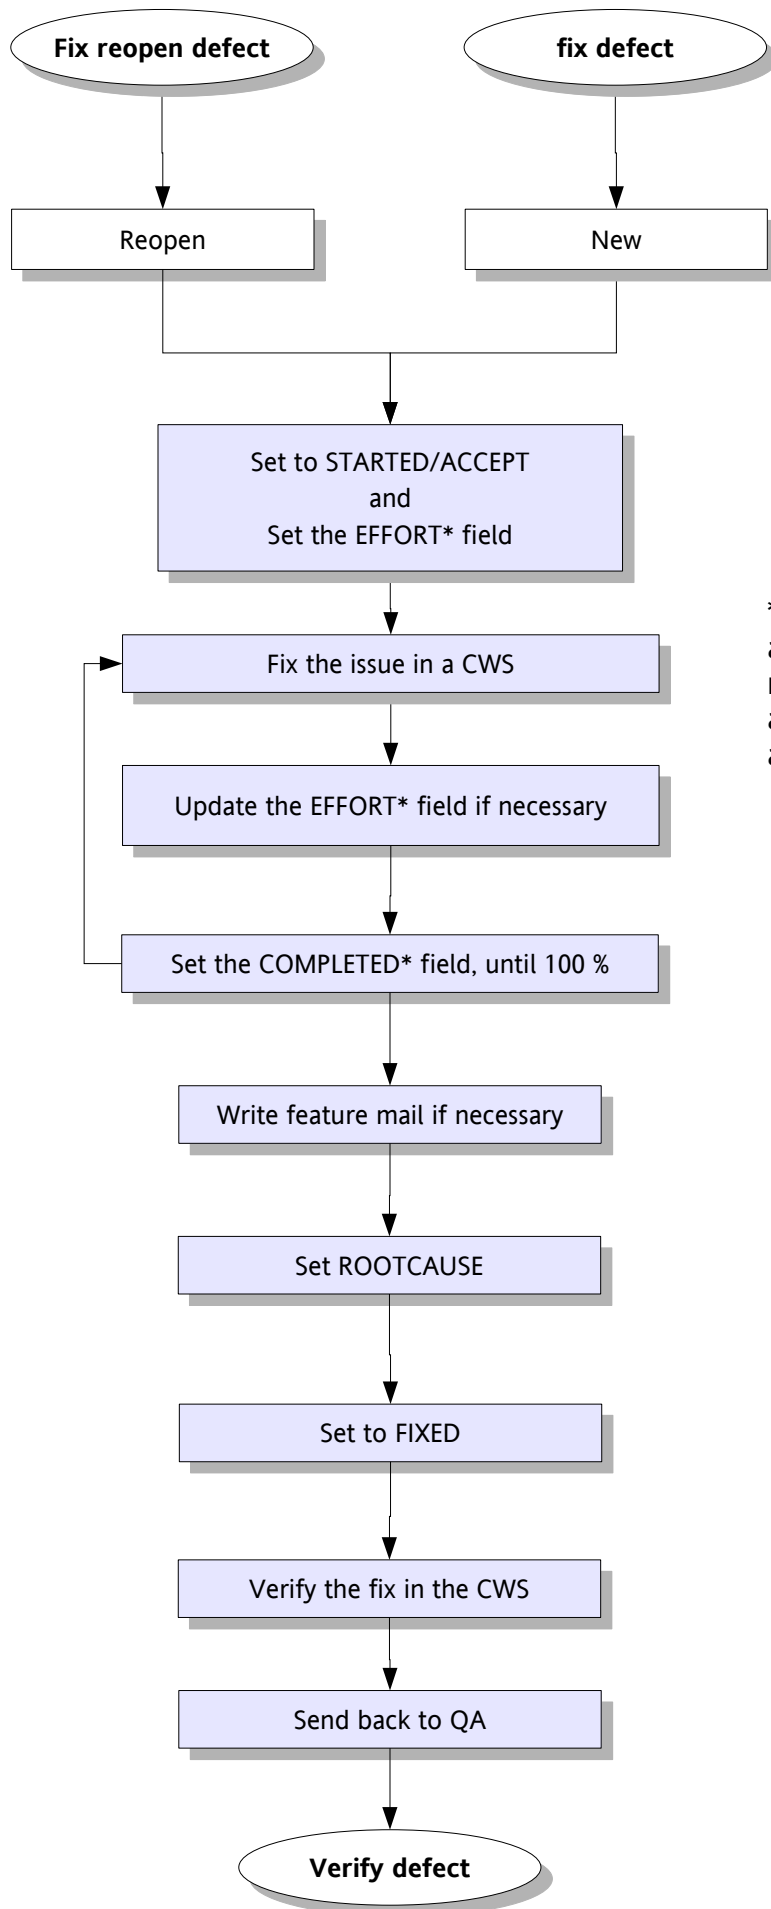 Fix reopen defect
fix defect
Reopen
New
Set to STARTED/ACCEPT
and
Set the EFFORT* field
Fix the issue in a CWS
Update the EFFORT* field if necessary
Set the COMPLETED* field, until 100 %
Write feature mail if necessary
Set ROOTCAUSE
Set to FIXED
Verify the fix in the CWS
Send back to QA
Verify defect